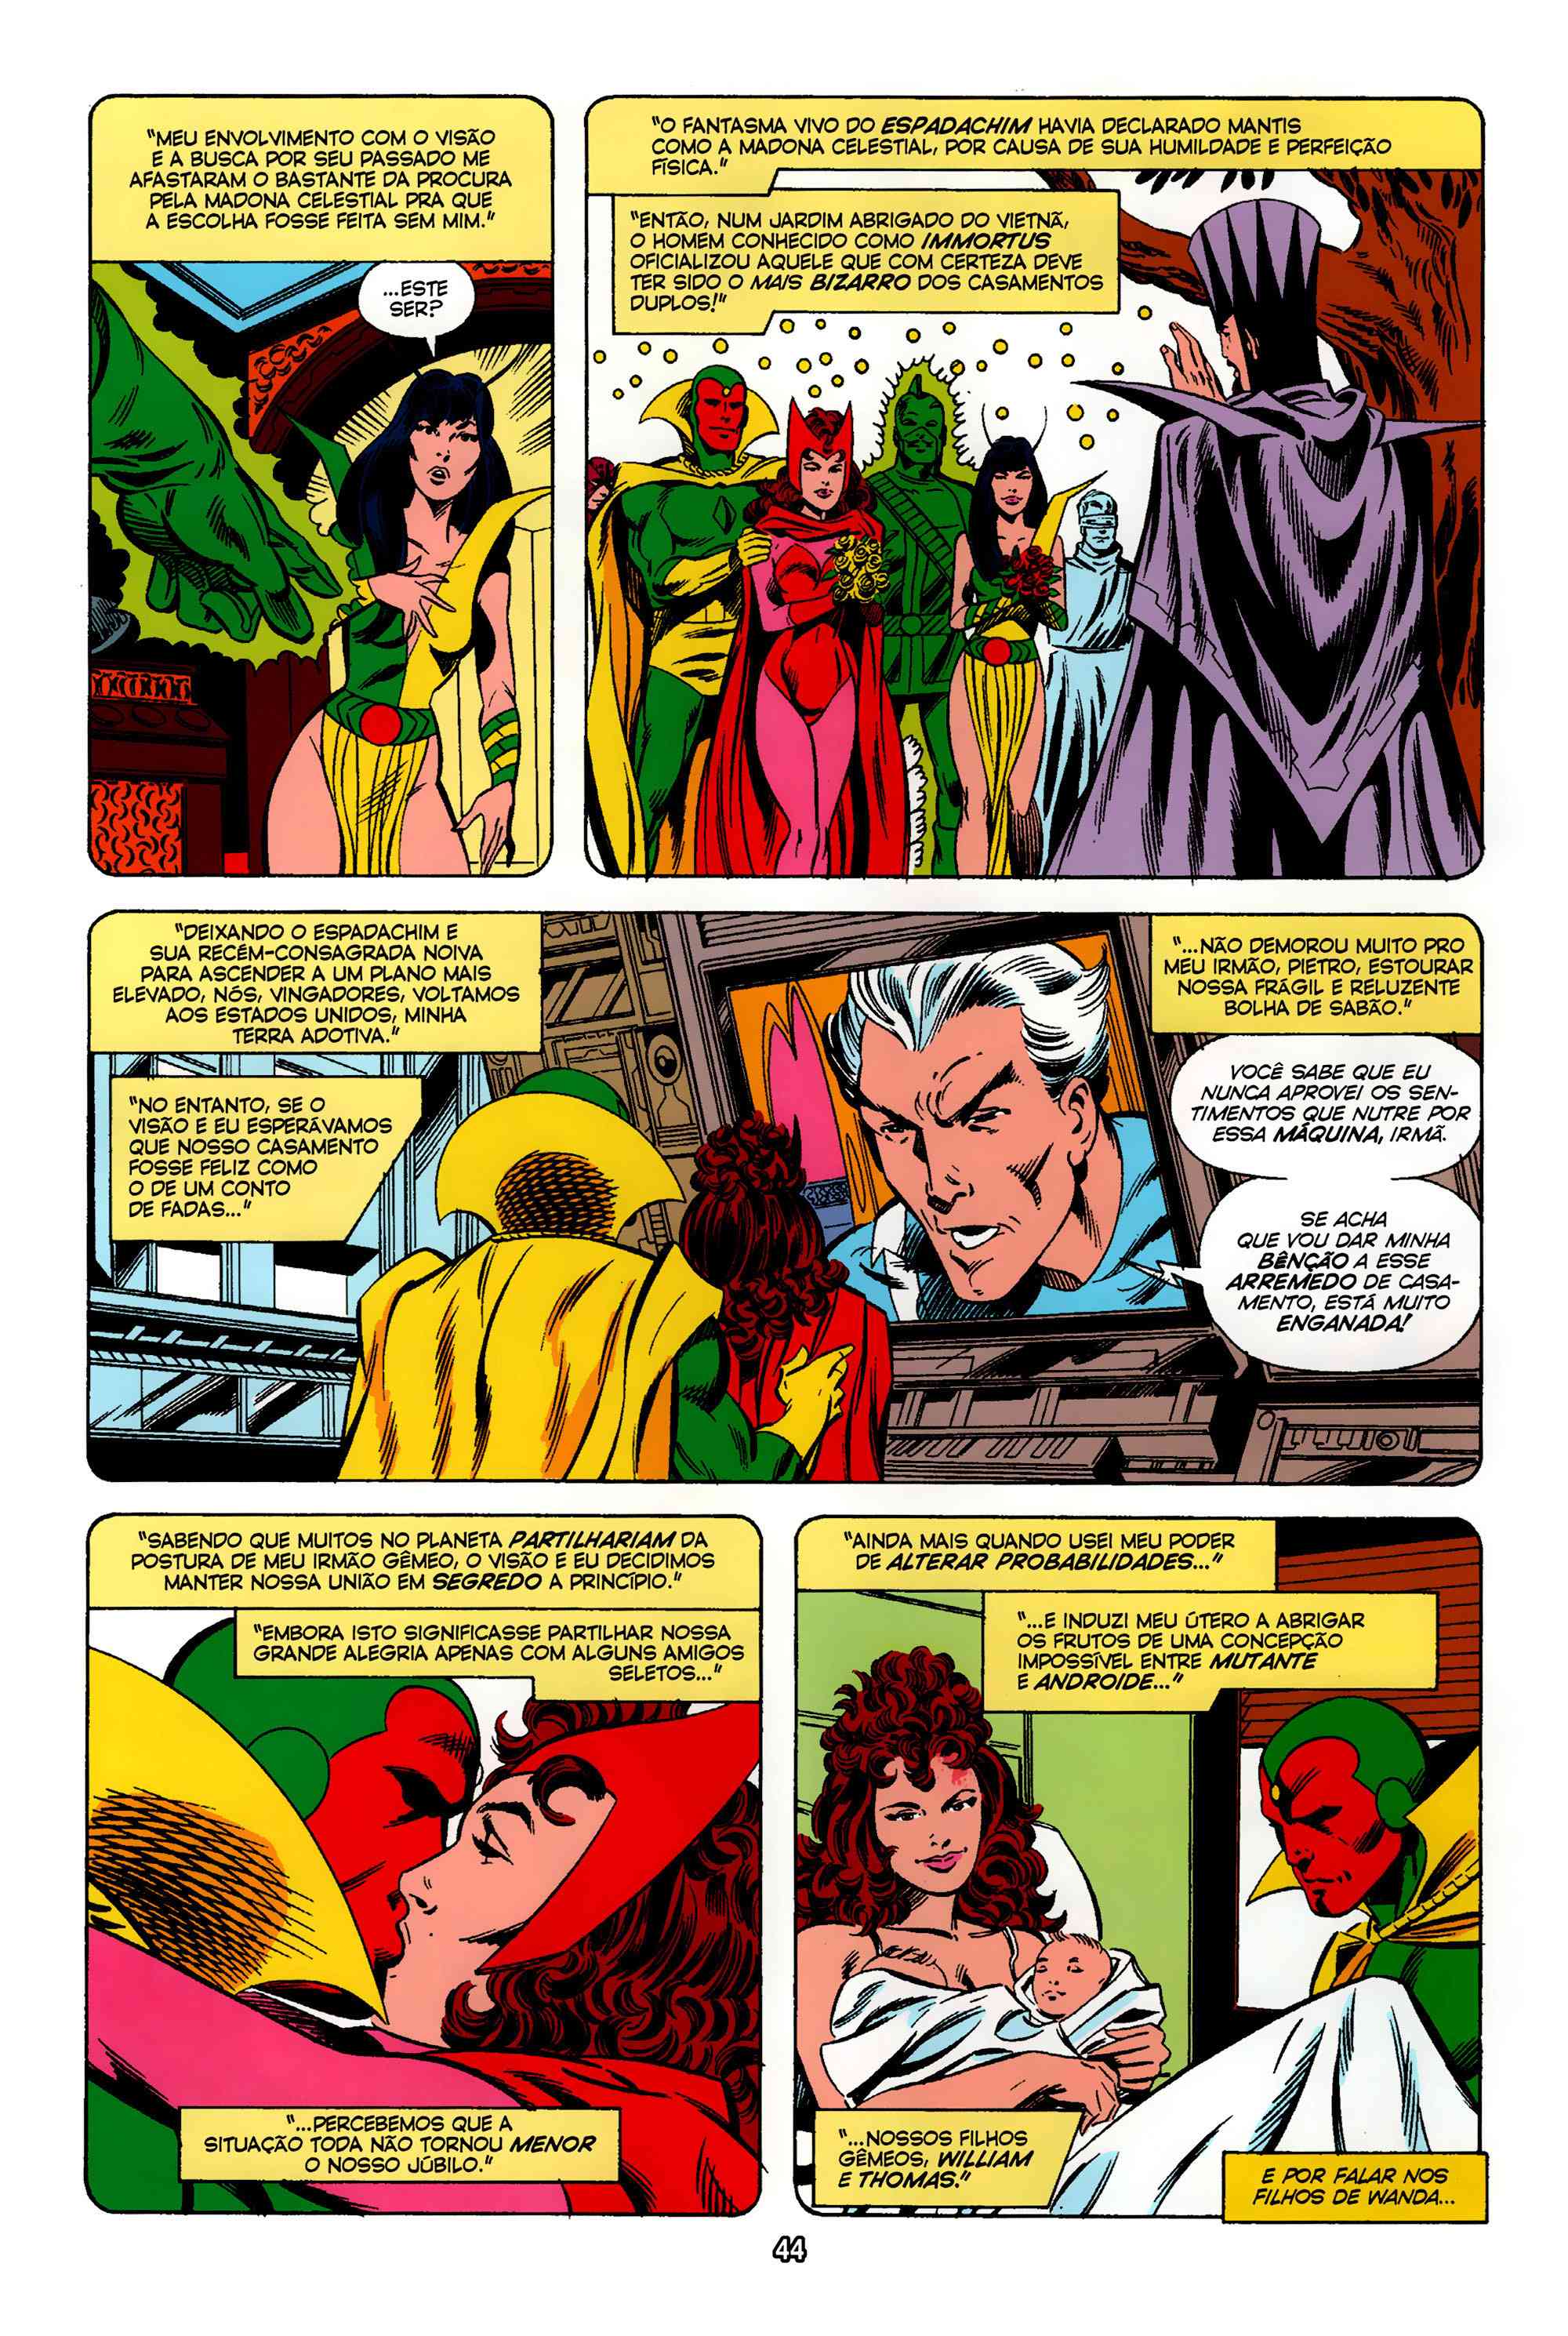 "MEU ENVOLVIMENTO COM O VISÃO
E A BUSCA POR SEU PASSADO ME
AFASTARAM O BASTANTE DA PROCURA
PELA MADONA CELESTIAL PRA QUE
A ESCOLHA FOSSE FEITA SEM MIM."
...ESTE
SER?
"O FANTASMA VIVO DO ESPADACHIM HAVIA DECLARADO MANTIS
COMO A MADONA CELESTIAL, POR CAUSA DE SUA HUMILDADE E PERFEIÇÃO
FÍSICA."
"ENTÃO, NUM JARDIM ABRIGADO DO VIETNÃ,
O HOMEM CONHECIDO COMO IMMORTUS
OFICIALIZOU AQUELE QUE COM CERTEZA DEVE
TER SIDO O MAIS BIZARRO DOS CASAMENTOS
DUPLOS!"
"DEIXANDO O ESPADACHIM E
SUA RECÉM-CONSAGRADA NOIVA
PARA ASCENDER A UM PLANO MAIS
ELEVADO, NÓS, VINGADORES, VOLTAMOS
AOS ESTADOS UNIDOS, MINHA
TERRA ADOTIVA."
"NO ENTANTO, SE O
VISÃO E EU ESPERÁVAMOS
QUE NOSSO CASAMENTO
FOSSE FELIZ COMO
O DE UM CONTO
DE FADAS..."
"...NÃO DEMOROU MUITO PRO
MEU IRMÃO, PIETRO, ESTOURAR
NOSSA FRÁGIL E RELUZENTE
BOLHA DE SABÃO."
VOCÊ SABE QUE EU
NUNCA APROVEI OS SEN-
TIMENTOS QUE NUTRE POR
ESSA MÁQUINA, IRMÃ.
SE ACHA
QUE VOU DAR MINHA
BÊNÇÃO A ESSE
ARREMEDO DE CASA-
MENTO, ESTÁ MUITO
ENGANADA!
"SABENDO QUE MUITOS NO PLANETA PARTILHARIAM DA
POSTURA DE MEU IRMÃO GÊMEO, O VISÃO E EU DECIDIMOS
MANTER NOSSA UNIÃO EM SEGREDO A PRINCÍPIO."
"EMBORA ISTO SIGNIFICASSE PARTILHAR NOSSA
GRANDE ALEGRIA APENAS COM ALGUNS AMIGOS
SELETOS..."
"...PERCEBEMOS QUE A
SITUAÇÃO TODA NÃO TORNOU MENOR
O NOSSO JÚBILO."
"AINDA MAIS QUANDO USEI MEU PODER
DE ALTERAR PROBABILIDADES..."
"...E INDUZI MEU ÚTERO A ABRIGAR
OS FRUTOS DE UMA CONCEPÇÃO
IMPOSSÍVEL ENTRE MUTANTE
E ANDROIDE..."
"...NOSSOS FILHOS
GÊMEOS, WILLIAM
E THOMAS."
E POR FALAR NOS
FILHOS DE WANDA...
44